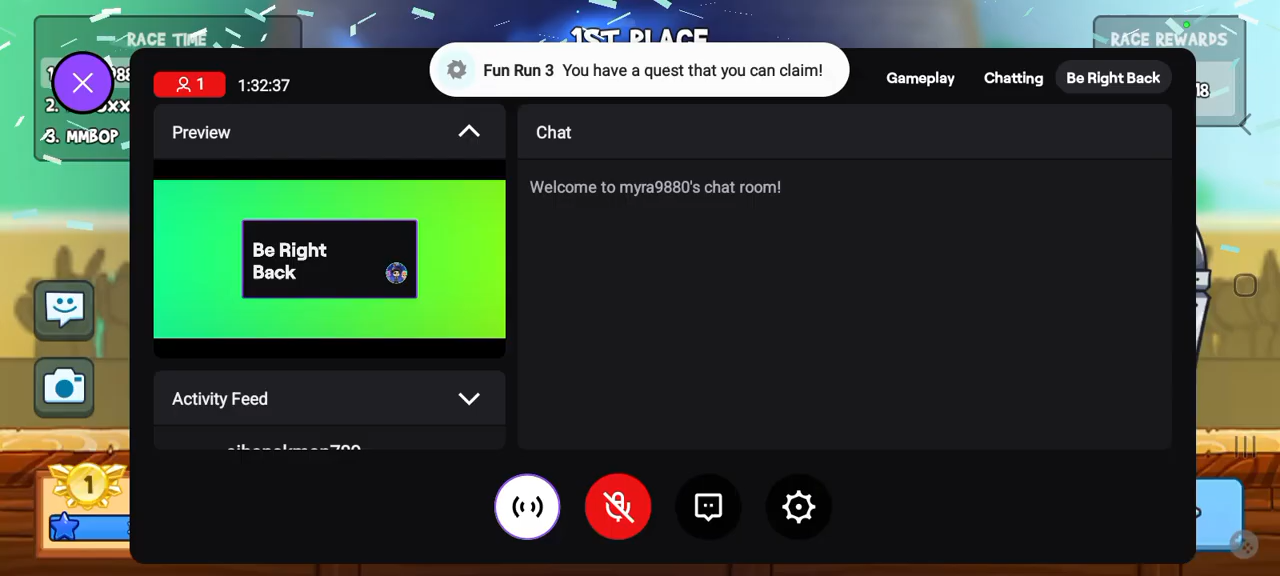 1ST PLACE
RACE TIME
RACE REWARDS
Fun Run 3 You have a quest that you can claim!
1
1:32:37
Gameplay
Chatting
Be Right Back
2.
3. MMBOP
Preview
Chat
Welcome to myra9880's chat room!
Be Right
Back
Activity Feed
1